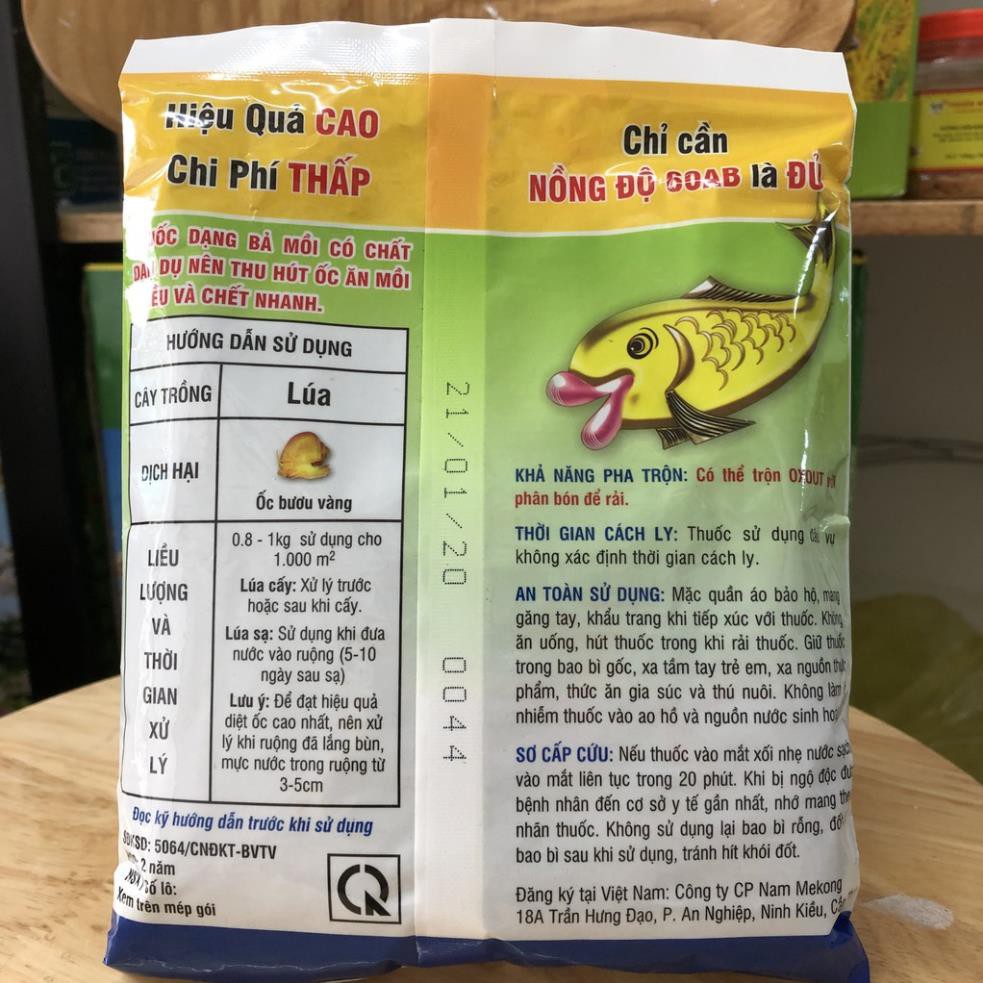 Hiệu Quả CAO
Chi Phí THẤP
DẠNG BẢ MỒI CÓ CHẤT
DỤ NÊN THU HÚT ỐC ĂN MỒI
VÀ CHẾT NHANH.
HƯỚNG DẪN SỬ DỤNG
CÂY TRỒNG
Lúa
DỊCH HẠI
Ốc bươu vàng
LIỀU
LƯỢNG
VÀ
THỜI
GIAN
XỬ
LÝ
0.8 - 1kg sử dụng cho
1.000 m²
Lúa cấy: Xử lý trước
hoặc sau khi cấy.
Lúa sạ: Sử dụng khi đưa
nước vào ruộng (5-10
ngày sau sạ)
Lưu ý: Để đạt hiệu quả
diệt ốc cao nhất, nên xử
lý khi ruộng đã lắng bùn,
mực nước trong ruộng từ
3-5cm
Đọc kỹ hướng dẫn trước khi sử dụng
5064/CNĐKT-BVTV
2 năm
Số lô:
Xem trên mép gói
21/01/20 0044
Chỉ cần
NỒNG ĐỘ là ĐỦ
KHẢ NĂNG PHA TRỘN: Có thể trộn
phân bón để rải.
THỜI GIAN CÁCH LY: Thuốc sử dụng vụ
không xác định thời gian cách ly.
AN TOÀN SỬ DỤNG: Mặc quần áo bảo hộ, mang
găng tay, khẩu trang khi tiếp xúc với thuốc. Không
ăn uống, hút thuốc trong khi rải thuốc. Giữ thuốc
trong bao bì gốc, xa tầm tay trẻ em, xa nguồn
phẩm, thức ăn gia súc và thú nuôi. Không làm
nhiễm thuốc vào ao hồ và nguồn nước sinh
SƠ CẤP CỨU: Nếu thuốc vào mắt xối nhẹ nước
vào mắt liên tục trong 20 phút. Khi bị ngộ độc
bệnh nhân đến cơ sở y tế gần nhất, nhớ mang
nhãn thuốc. Không sử dụng lại bao bì rỗng,
bao bì sau khi sử dụng, tránh hít khói đốt.
Đăng ký tại Việt Nam: Công ty CP Nam Mekong
18A Trần Hưng Đạo, P. An Nghiệp, Ninh Kiều,